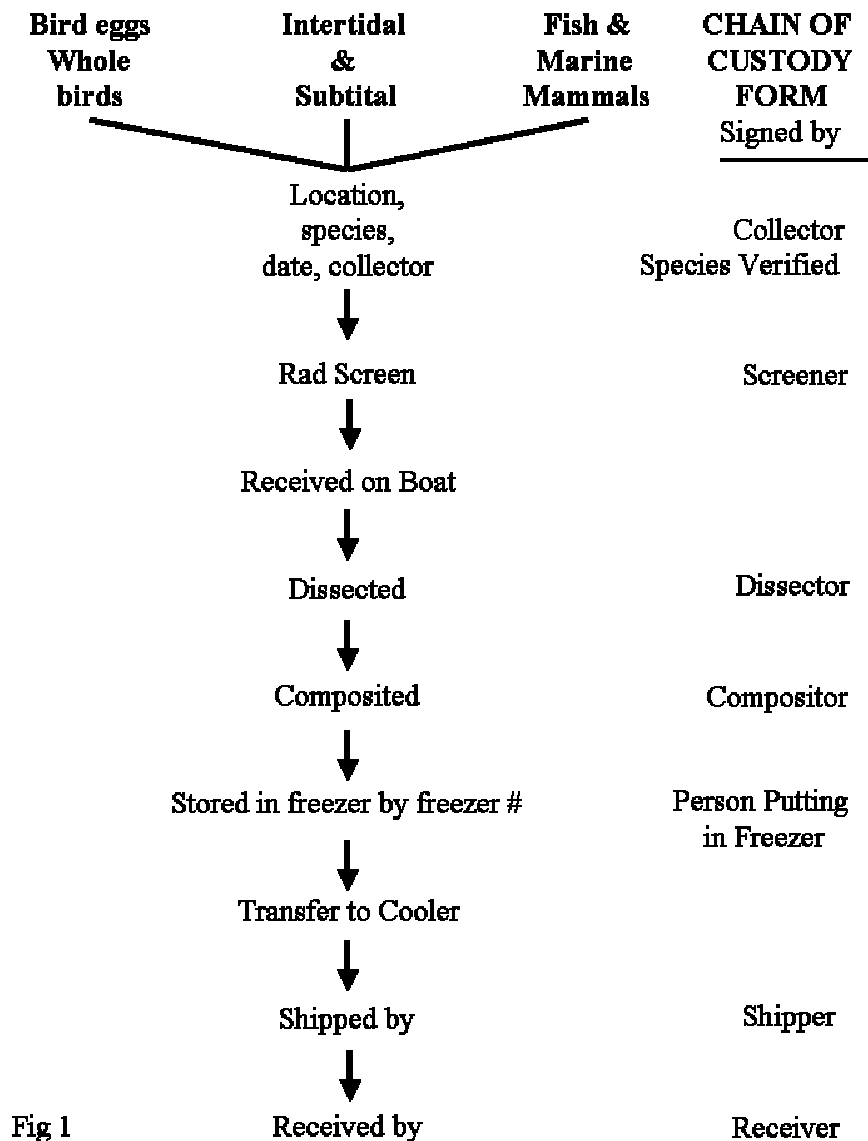 Bird eggs
Whole
birds
Intertidal
&
Subtital
Fish &
Marine
Mammals
CHAIN OF
CUSTODY
FORM
Signed by
Location,
species,
date, collector
Collector
Species Verified
Rad Screen
Screener
Received on Boat
Dissected
Dissector
Composited
Compositor
Stored in freezer by freezer #
Person Putting
in Freezer
Transfer to Cooler
Shipped by
Shipper
Fig 1
Received by
Receiver